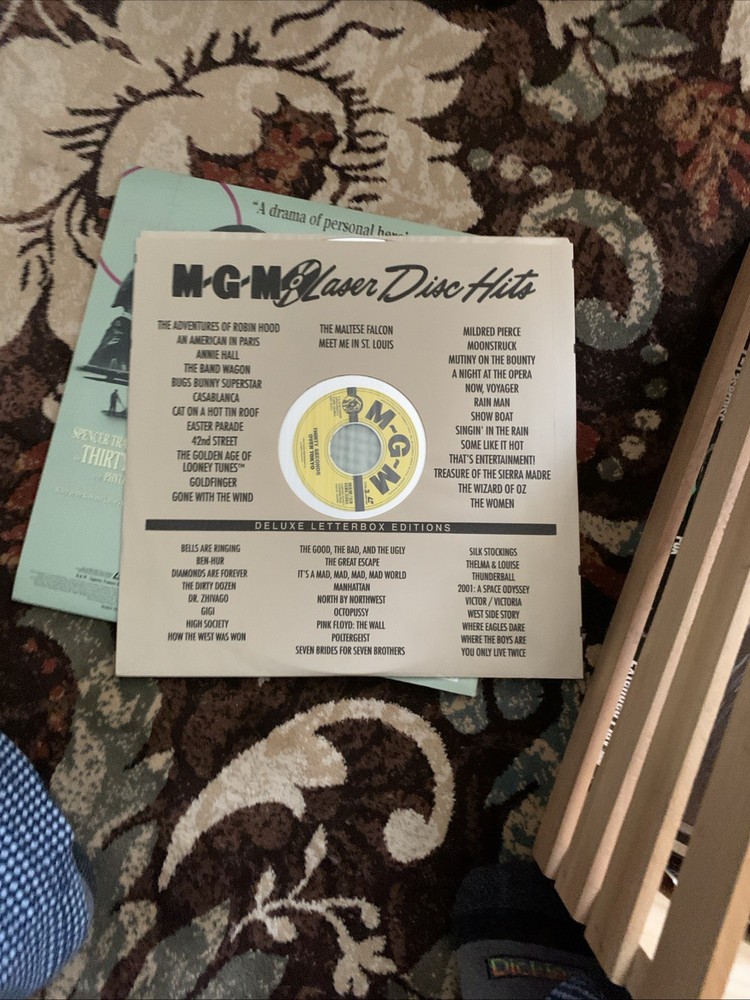 "A drama of personal
M-G-M Laser Disc Hits
THE ADVENTURES OF ROBIN HOOD
AN AMERICAN IN PARIS
ANNIE HALL
THE BAND WAGON
BUGS BUNNY SUPERSTAR
CASABLANCA
CAT ON A HOT TIN ROOF
EASTER PARADE
42nd STREET
THE GOLDEN AGE OF
LOONEY TUNES™
GOLDFINGER
GONE WITH THE WIND
THE MALTESE FALCON
MEET ME IN ST. LOUIS
MILDRED PIERCE
MOONSTRUCK
MUTINY ON THE BOUNTY
A NIGHT AT THE OPERA
NOW, VOYAGER
RAIN MAN
SHOW BOAT
SINGIN' IN THE RAIN
SOME LIKE IT HOT
THAT'S ENTERTAINMENT!
TREASURE OF THE SIERRA MADRE
THE WIZARD OF OZ
THE WOMEN
M-G-M
THIRTY SECONDS
OVER TOKYO
DELUXE LETTERBOX EDITIONS
BELLS ARE RINGING
BEN-HUR
DIAMONDS ARE FOREVER
THE DIRTY DOZEN
DR. ZHIVAGO
GIGI
HIGH SOCIETY
HOW THE WEST WAS WON
THE GOOD, THE BAD, AND THE UGLY
THE GREAT ESCAPE
IT'S A MAD, MAD, MAD, MAD WORLD
MANHATTAN
NORTH BY NORTHWEST
OCTOPUSSY
PINK FLOYD: THE WALL
POLTERGEIST
SEVEN BRIDES FOR SEVEN BROTHERS
SILK STOCKINGS
THELMA & LOUISE
THUNDERBALL
2001: A SPACE ODYSSEY
VICTOR / VICTORIA
WEST SIDE STORY
WHERE EAGLES DARE
WHERE THE BOYS ARE
YOU ONLY LIVE TWICE
SPENCER TRA
THIRTY